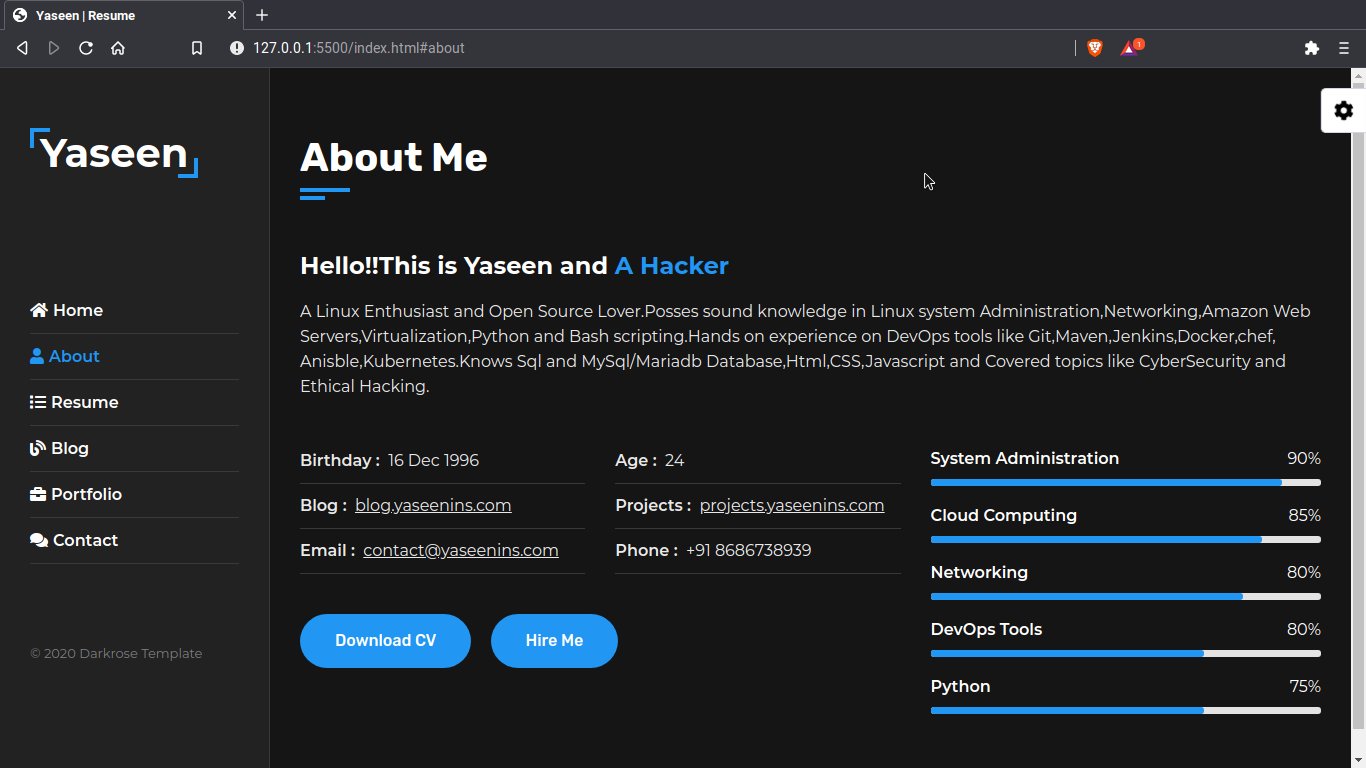 Yaseen | Resume
127.0.0.1:5500/index.html#about
1
Yaseen
Home
About
Resume
Blog
Portfolio
Contact
© 2020 Darkrose Template
About Me
Hello!!This is Yaseen and A Hacker
A Linux Enthusiast and Open Source Lover.Posses sound knowledge in Linux system Administration,Networking,Amazon Web
Servers,Virtualization,Python and Bash scripting.Hands on experience on DevOps tools like Git,Maven,Jenkins,Docker,chef,
Anisble,Kubernetes.Knows Sql and MySql/Mariadb Database,Html,CSS,Javascript and Covered topics like CyberSecurity and
Ethical Hacking.
Birthday : 16 Dec 1996
Age : 24
Blog : blog.yaseenins.com
Projects : projects.yaseenins.com
Email : contact@yaseenins.com
Phone : +91 8686738939
Download CV
Hire Me
System Administration 90%
Cloud Computing 85%
Networking 80%
DevOps Tools 80%
Python 75%